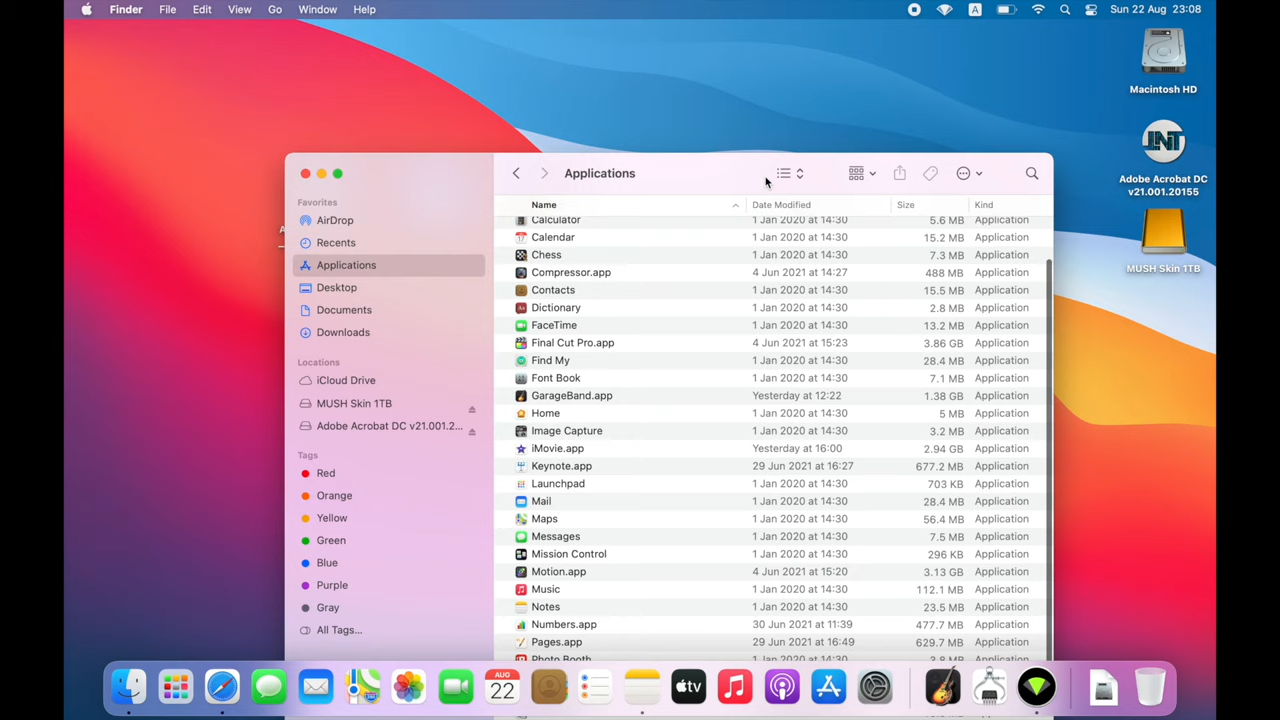 Finder File Edit View Go Window Help A Sun 22 Aug 23:08
Macintosh HD
JNT
Adobe Acrobat DC
v21.001.20155
MUSH Skin 1TB
Applications
Favorites
AirDrop
Recents
Applications
Desktop
Documents
Downloads
Locations
iCloud Drive
MUSH Skin 1TB
Adobe Acrobat DC v21.001.2...
Tags
Red
Orange
Yellow
Green
Blue
Purple
Gray
All Tags...
Name Date Modified Size Kind
Calculator 1 Jan 2020 at 14:30 5.6 MB Application
Calendar 1 Jan 2020 at 14:30 15.2 MB Application
Chess 1 Jan 2020 at 14:30 7.3 MB Application
Compressor.app 4 Jun 2021 at 14:27 488 MB Application
Contacts 1 Jan 2020 at 14:30 15.5 MB Application
Dictionary 1 Jan 2020 at 14:30 2.8 MB Application
FaceTime 1 Jan 2020 at 14:30 13.2 MB Application
Final Cut Pro.app 4 Jun 2021 at 15:23 3.86 GB Application
Find My 1 Jan 2020 at 14:30 28.4 MB Application
Font Book 1 Jan 2020 at 14:30 7.1 MB Application
GarageBand.app Yesterday at 12:22 1.38 GB Application
Home 1 Jan 2020 at 14:30 5 MB Application
Image Capture 1 Jan 2020 at 14:30 3.2 MB Application
iMovie.app Yesterday at 16:00 2.94 GB Application
Keynote.app 29 Jun 2021 at 16:27 677.2 MB Application
Launchpad 1 Jan 2020 at 14:30 703 KB Application
Mail 1 Jan 2020 at 14:30 28.4 MB Application
Maps 1 Jan 2020 at 14:30 56.4 MB Application
Messages 1 Jan 2020 at 14:30 7.5 MB Application
Mission Control 1 Jan 2020 at 14:30 296 KB Application
Motion.app 4 Jun 2021 at 15:20 3.13 GB Application
Music 1 Jan 2020 at 14:30 112.1 MB Application
Notes 1 Jan 2020 at 14:30 23.5 MB Application
Numbers.app 30 Jun 2021 at 11:39 477.7 MB Application
Pages.app 29 Jun 2021 at 16:49 629.7 MB Application
Photo Booth 1 Jan 2020 at 14:30 3.8 MB Application
AUG
22
tv